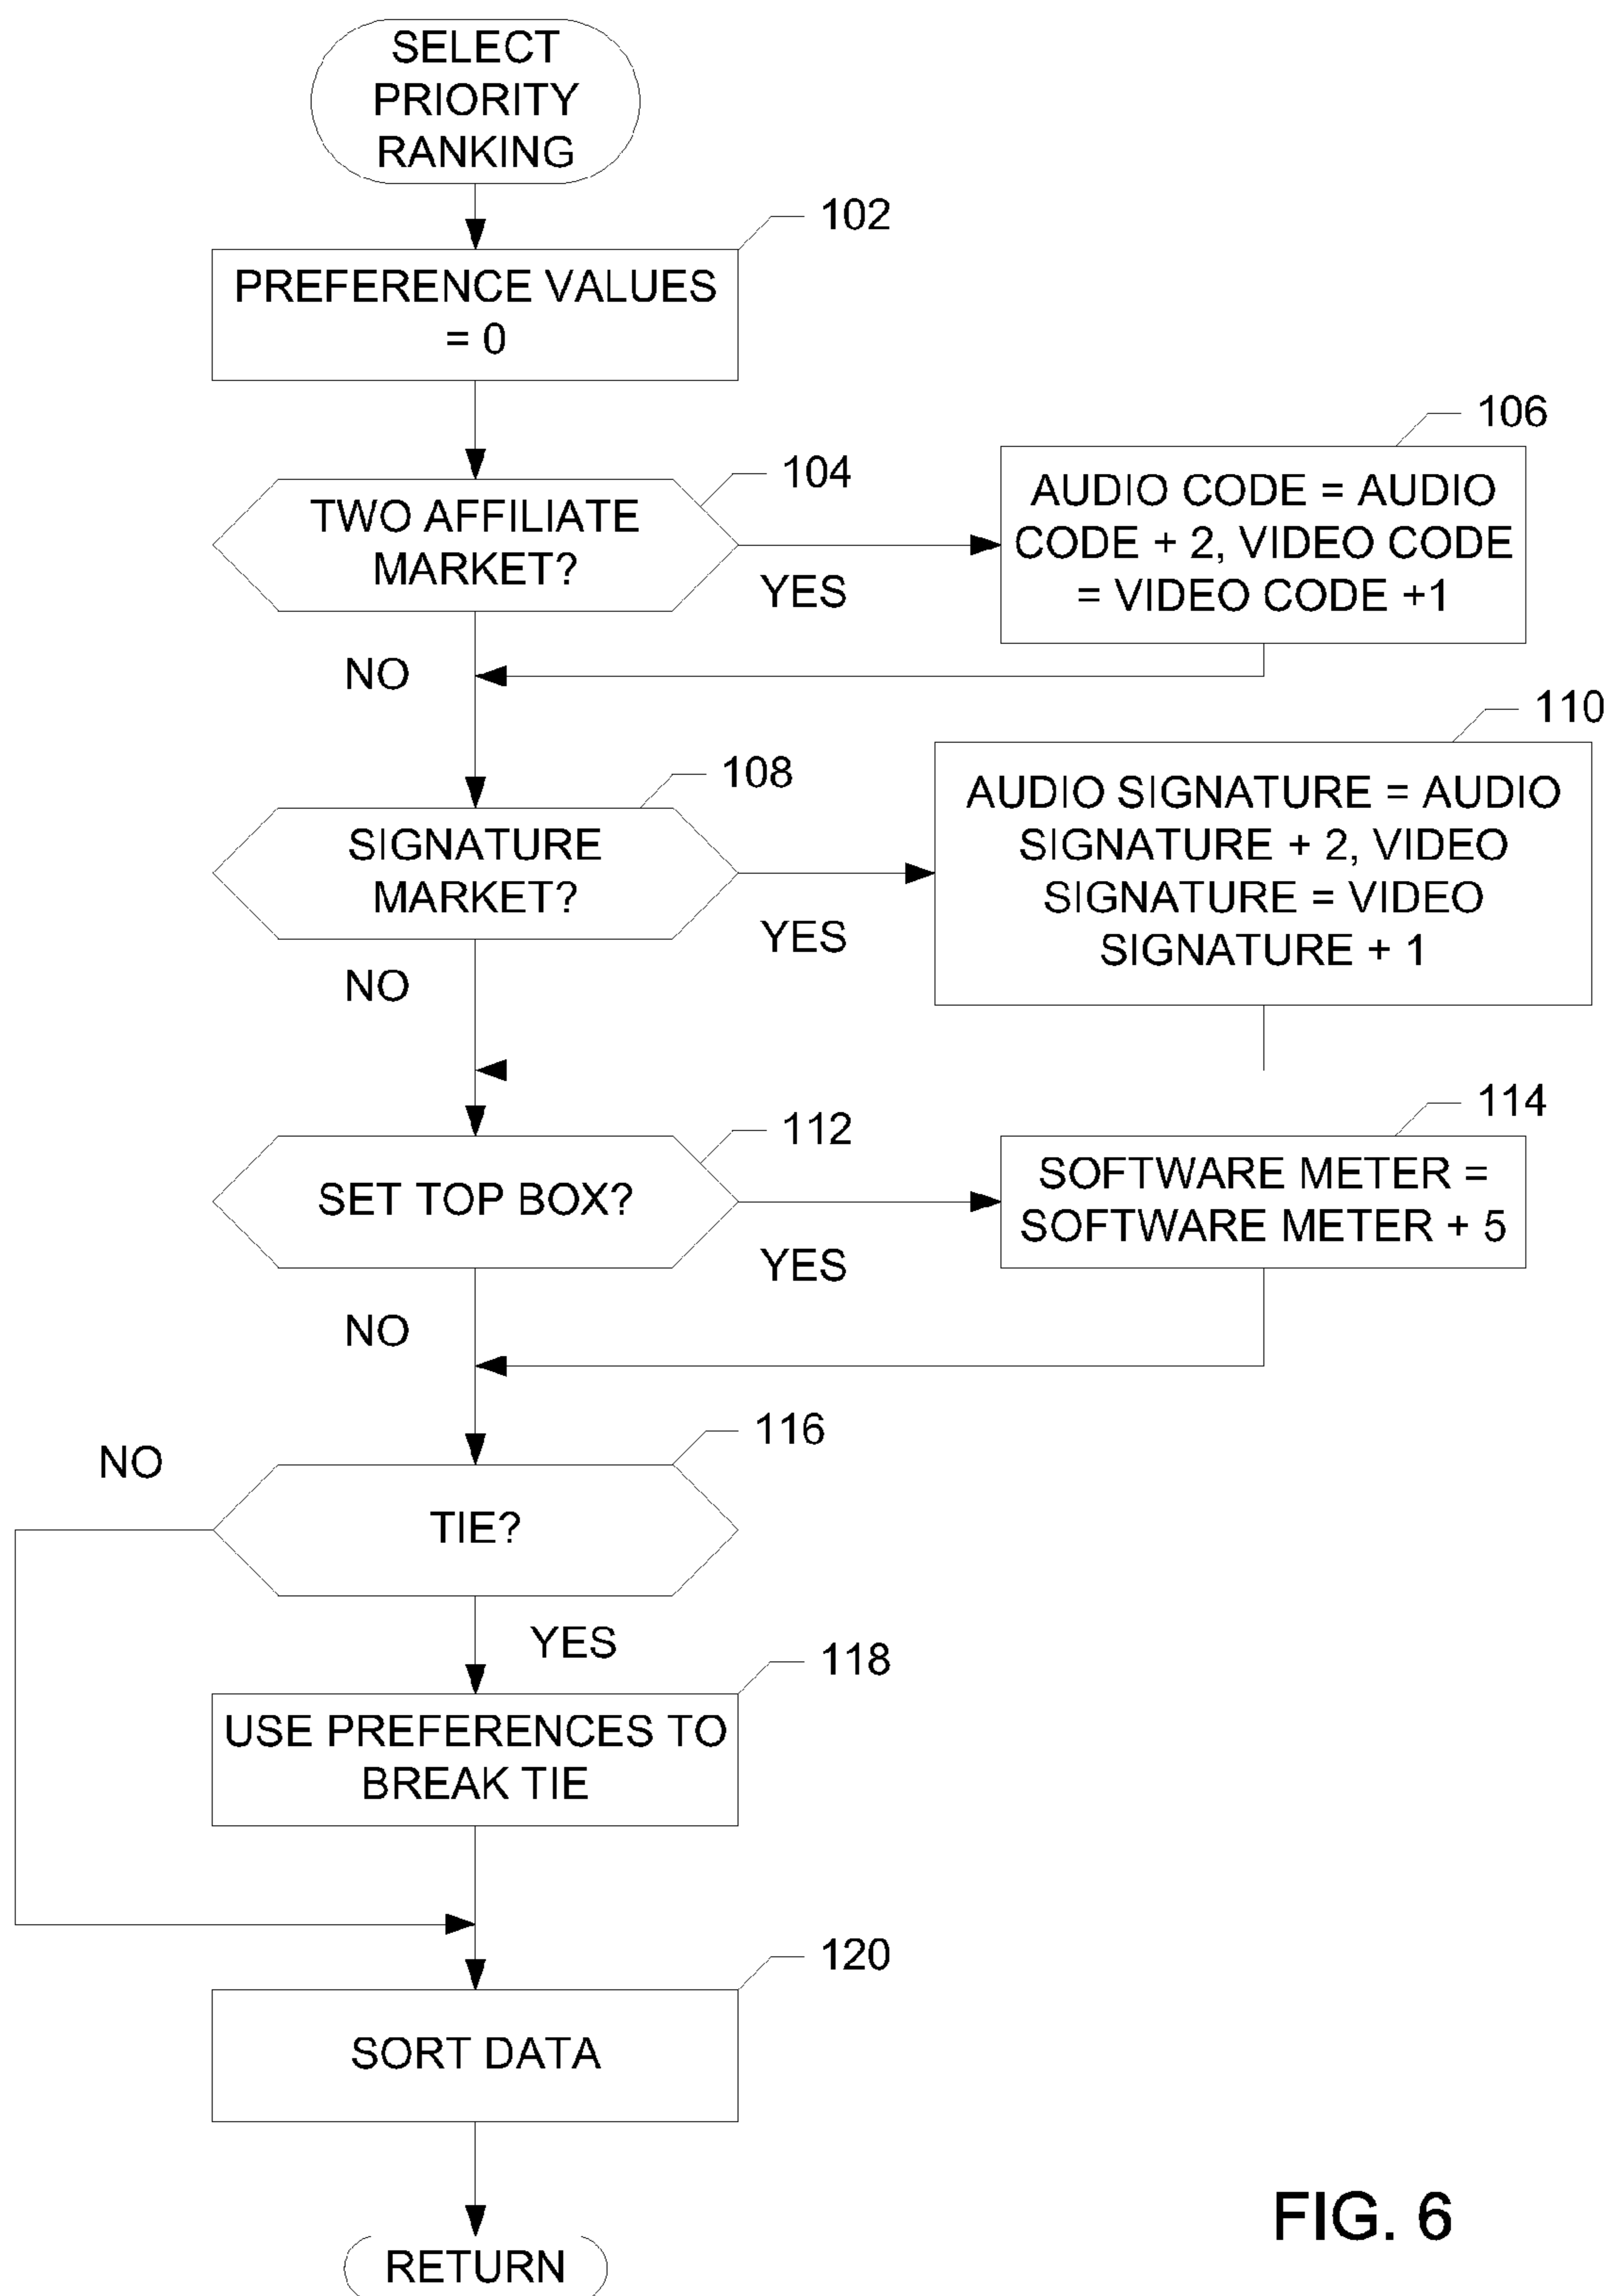 SELECT
PRIORITY
RANKING
102
PREFERENCE VALUES
= 0
104
TWO AFFILIATE
MARKET?
YES
NO
106
AUDIO CODE = AUDIO
CODE + 2, VIDEO CODE
= VIDEO CODE +1
108
SIGNATURE
MARKET?
YES
NO
110
AUDIO SIGNATURE = AUDIO
SIGNATURE + 2, VIDEO
SIGNATURE = VIDEO
SIGNATURE + 1
112
SET TOP BOX?
YES
NO
114
SOFTWARE METER =
SOFTWARE METER + 5
116
NO
TIE?
YES
118
USE PREFERENCES TO
BREAK TIE
120
SORT DATA
RETURN
FIG. 6